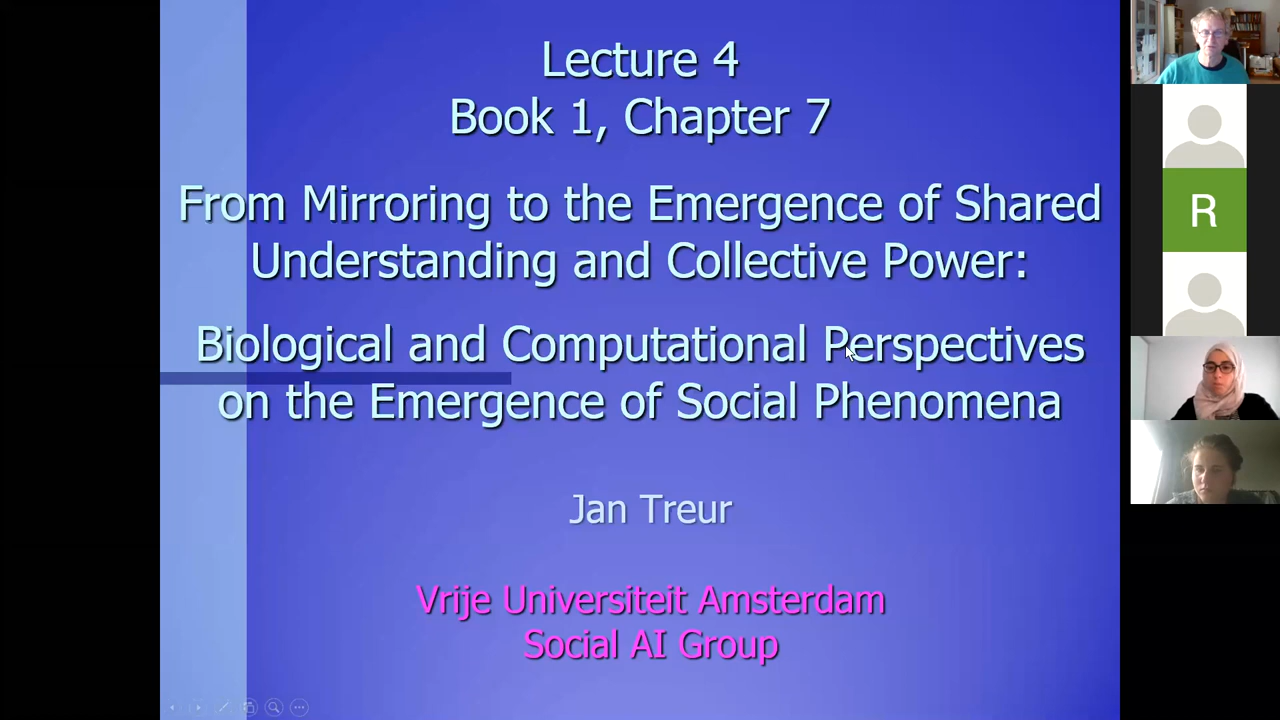 Lecture 4
Book 1, Chapter 7
From Mirroring to the Emergence of Shared
Understanding and Collective Power:
Biological and Computational Perspectives
on the Emergence of Social Phenomena
Jan Treur
Vrije Universiteit Amsterdam
Social AI Group
R